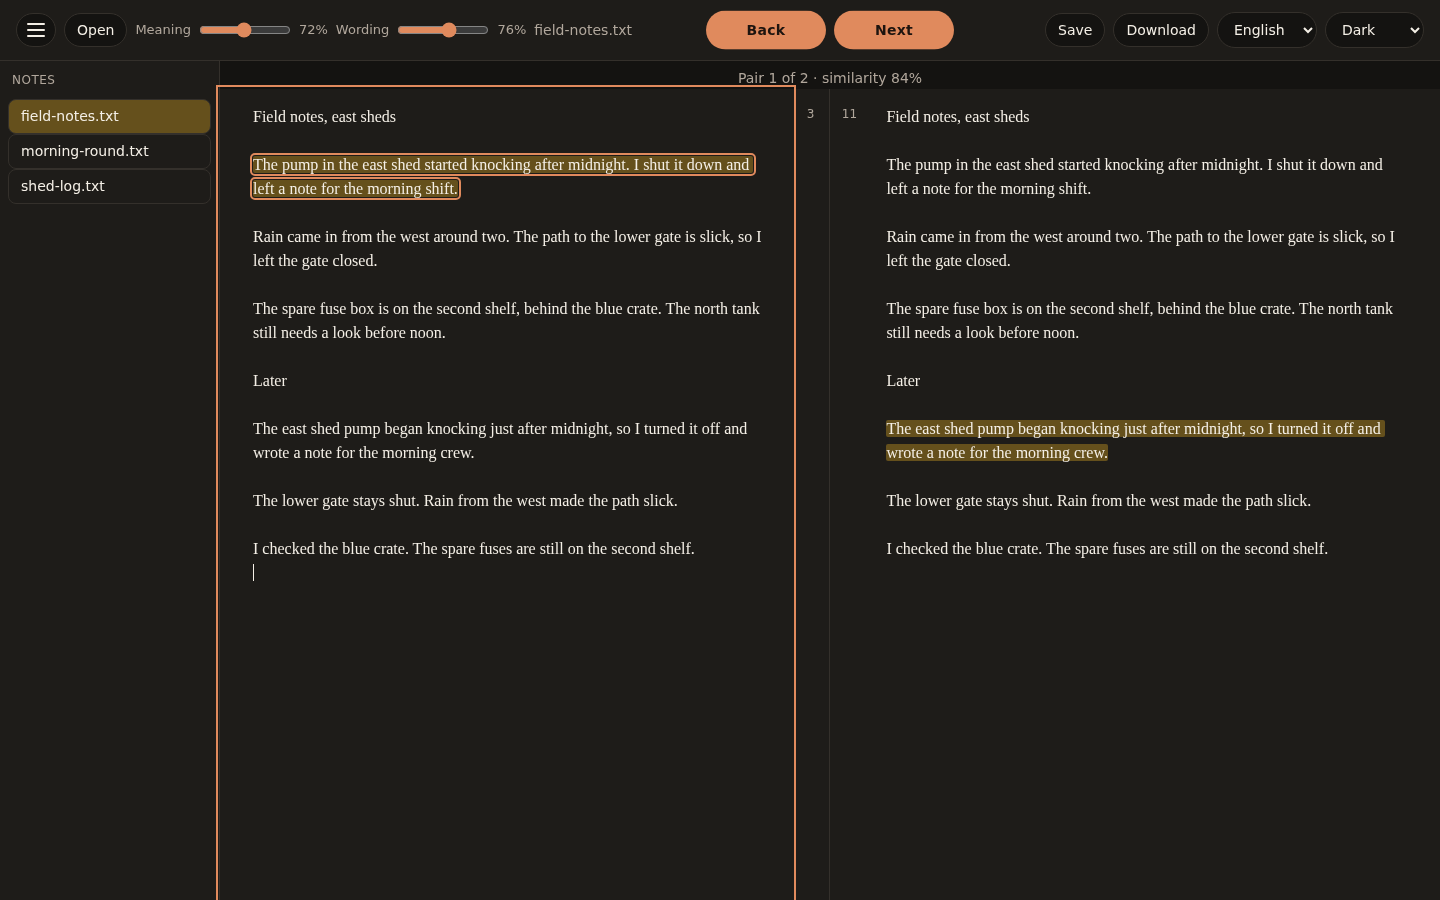 Open Meaning 72% Wording 76% field-notes.txt Back Next Save Download English Dark
NOTES
field-notes.txt
morning-round.txt
shed-log.txt
Pair 1 of 2 · similarity 84%
Field notes, east sheds
The pump in the east shed started knocking after midnight. I shut it down and
left a note for the morning shift.
Rain came in from the west around two. The path to the lower gate is slick, so I
left the gate closed.
The spare fuse box is on the second shelf, behind the blue crate. The north tank
still needs a look before noon.
Later
The east shed pump began knocking just after midnight, so I turned it off and
wrote a note for the morning crew.
The lower gate stays shut. Rain from the west made the path slick.
I checked the blue crate. The spare fuses are still on the second shelf.
3
11
Field notes, east sheds
The pump in the east shed started knocking after midnight. I shut it down and
left a note for the morning shift.
Rain came in from the west around two. The path to the lower gate is slick, so I
left the gate closed.
The spare fuse box is on the second shelf, behind the blue crate. The north tank
still needs a look before noon.
Later
The east shed pump began knocking just after midnight, so I turned it off and
wrote a note for the morning crew.
The lower gate stays shut. Rain from the west made the path slick.
I checked the blue crate. The spare fuses are still on the second shelf.